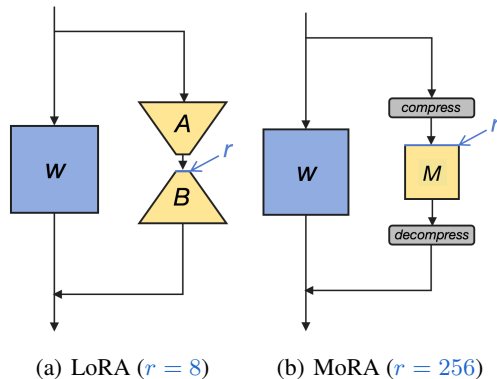 W
A
r
B
(a) LoRA (r = 8)
compress
r
W
M
decompress
(b) MoRA (r = 256)